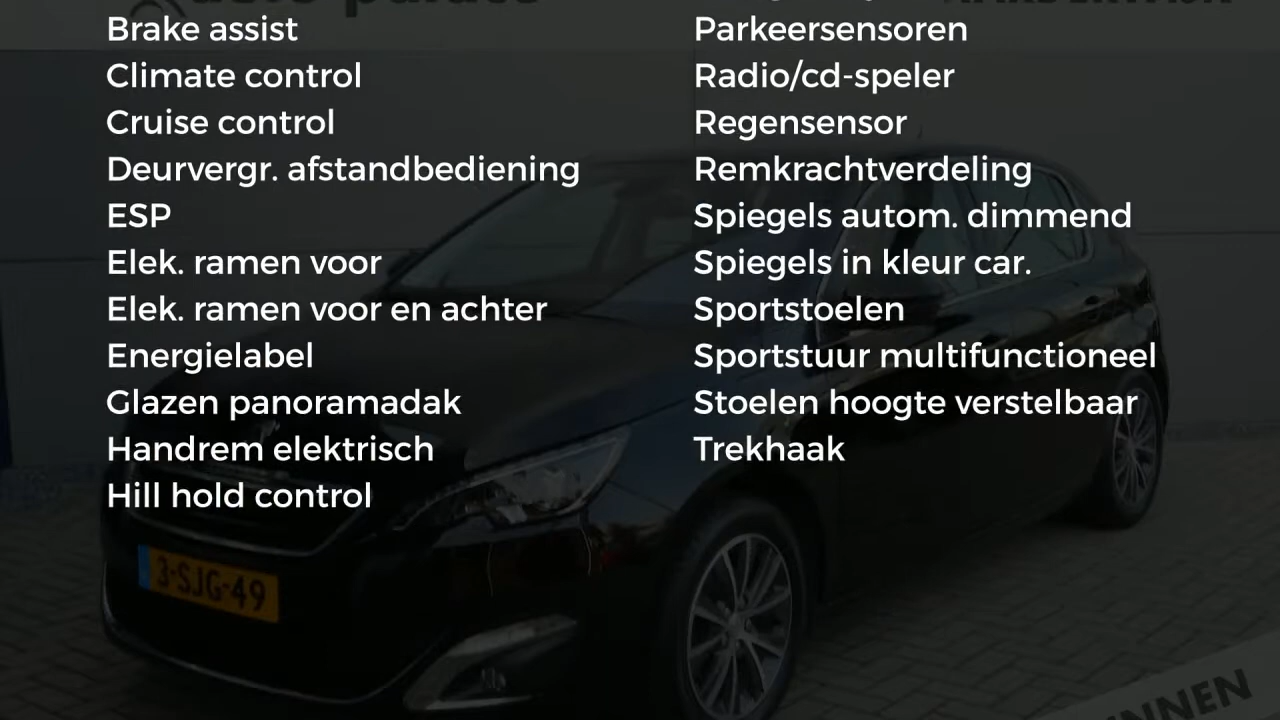 Brake assist
Climate control
Cruise control
Deurvergr. afstandbediening
ESP
Elek. ramen voor
Elek. ramen voor en achter
Energielabel
Glazen panoramadak
Handrem elektrisch
Hill hold control
Parkeersensoren
Radio/cd-speler
Regensensor
Remkrachtverdeling
Spiegels autom. dimmend
Spiegels in kleur car.
Sportstoelen
Sportstuur multifunctioneel
Stoelen hoogte verstelbaar
Trekhaak
3-SJG-49